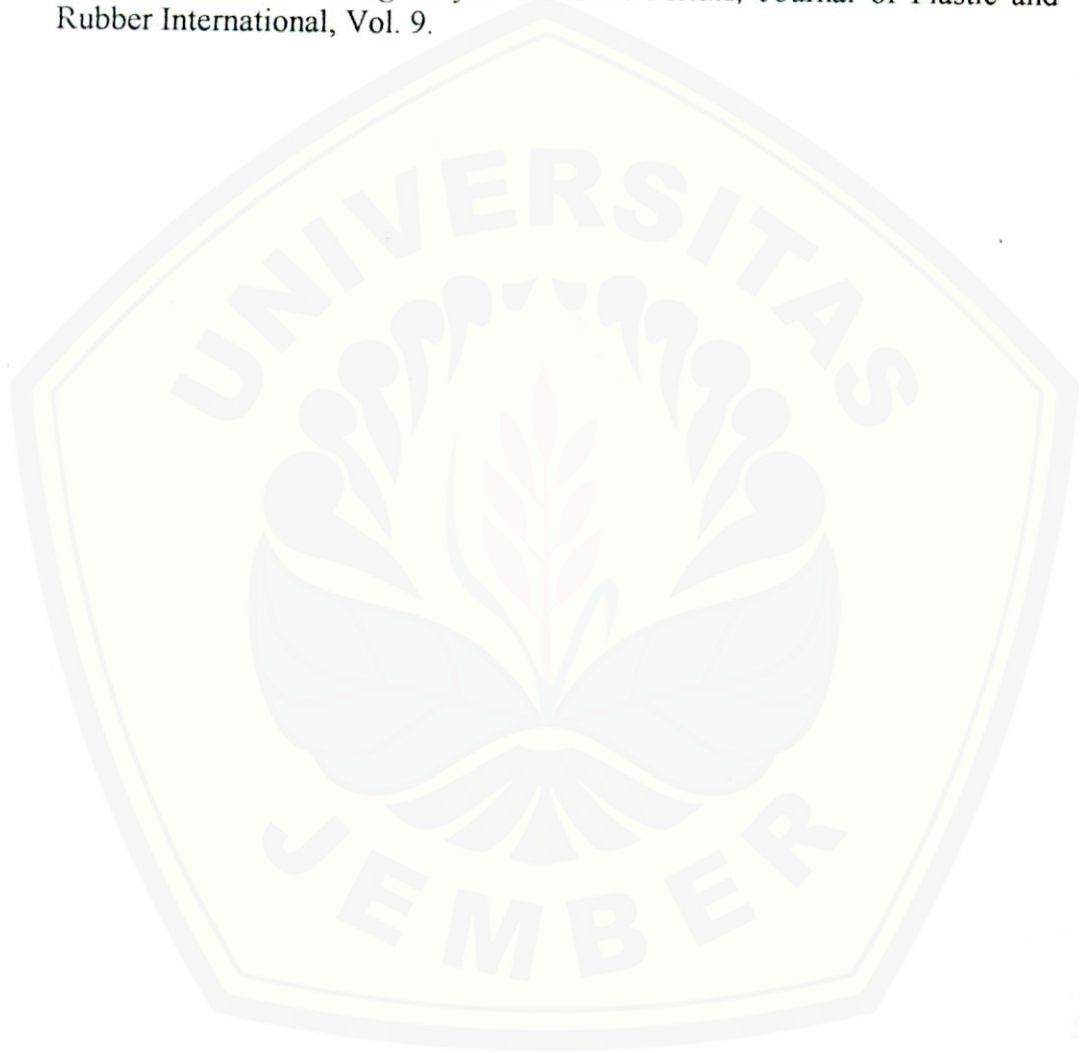 Journal of Plastic and
Rubber International, Vol. 9.
UNIVERSITAS
JEMBER